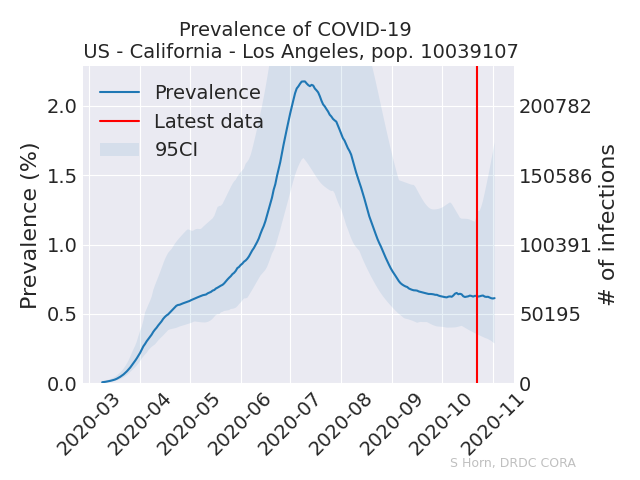 Prevalence of COVID-19
US - California - Los Angeles, pop. 10039107
Prevalence
Latest data
95CI
Prevalence (%)
2.0
1.5
1.0
0.5
0.0
200782
150586
100391
50195
0
# of infections
2020-03
2020-04
2020-05
2020-06
2020-07
2020-08
2020-09
2020-10
2020-11
S Horn, DRDC CORA